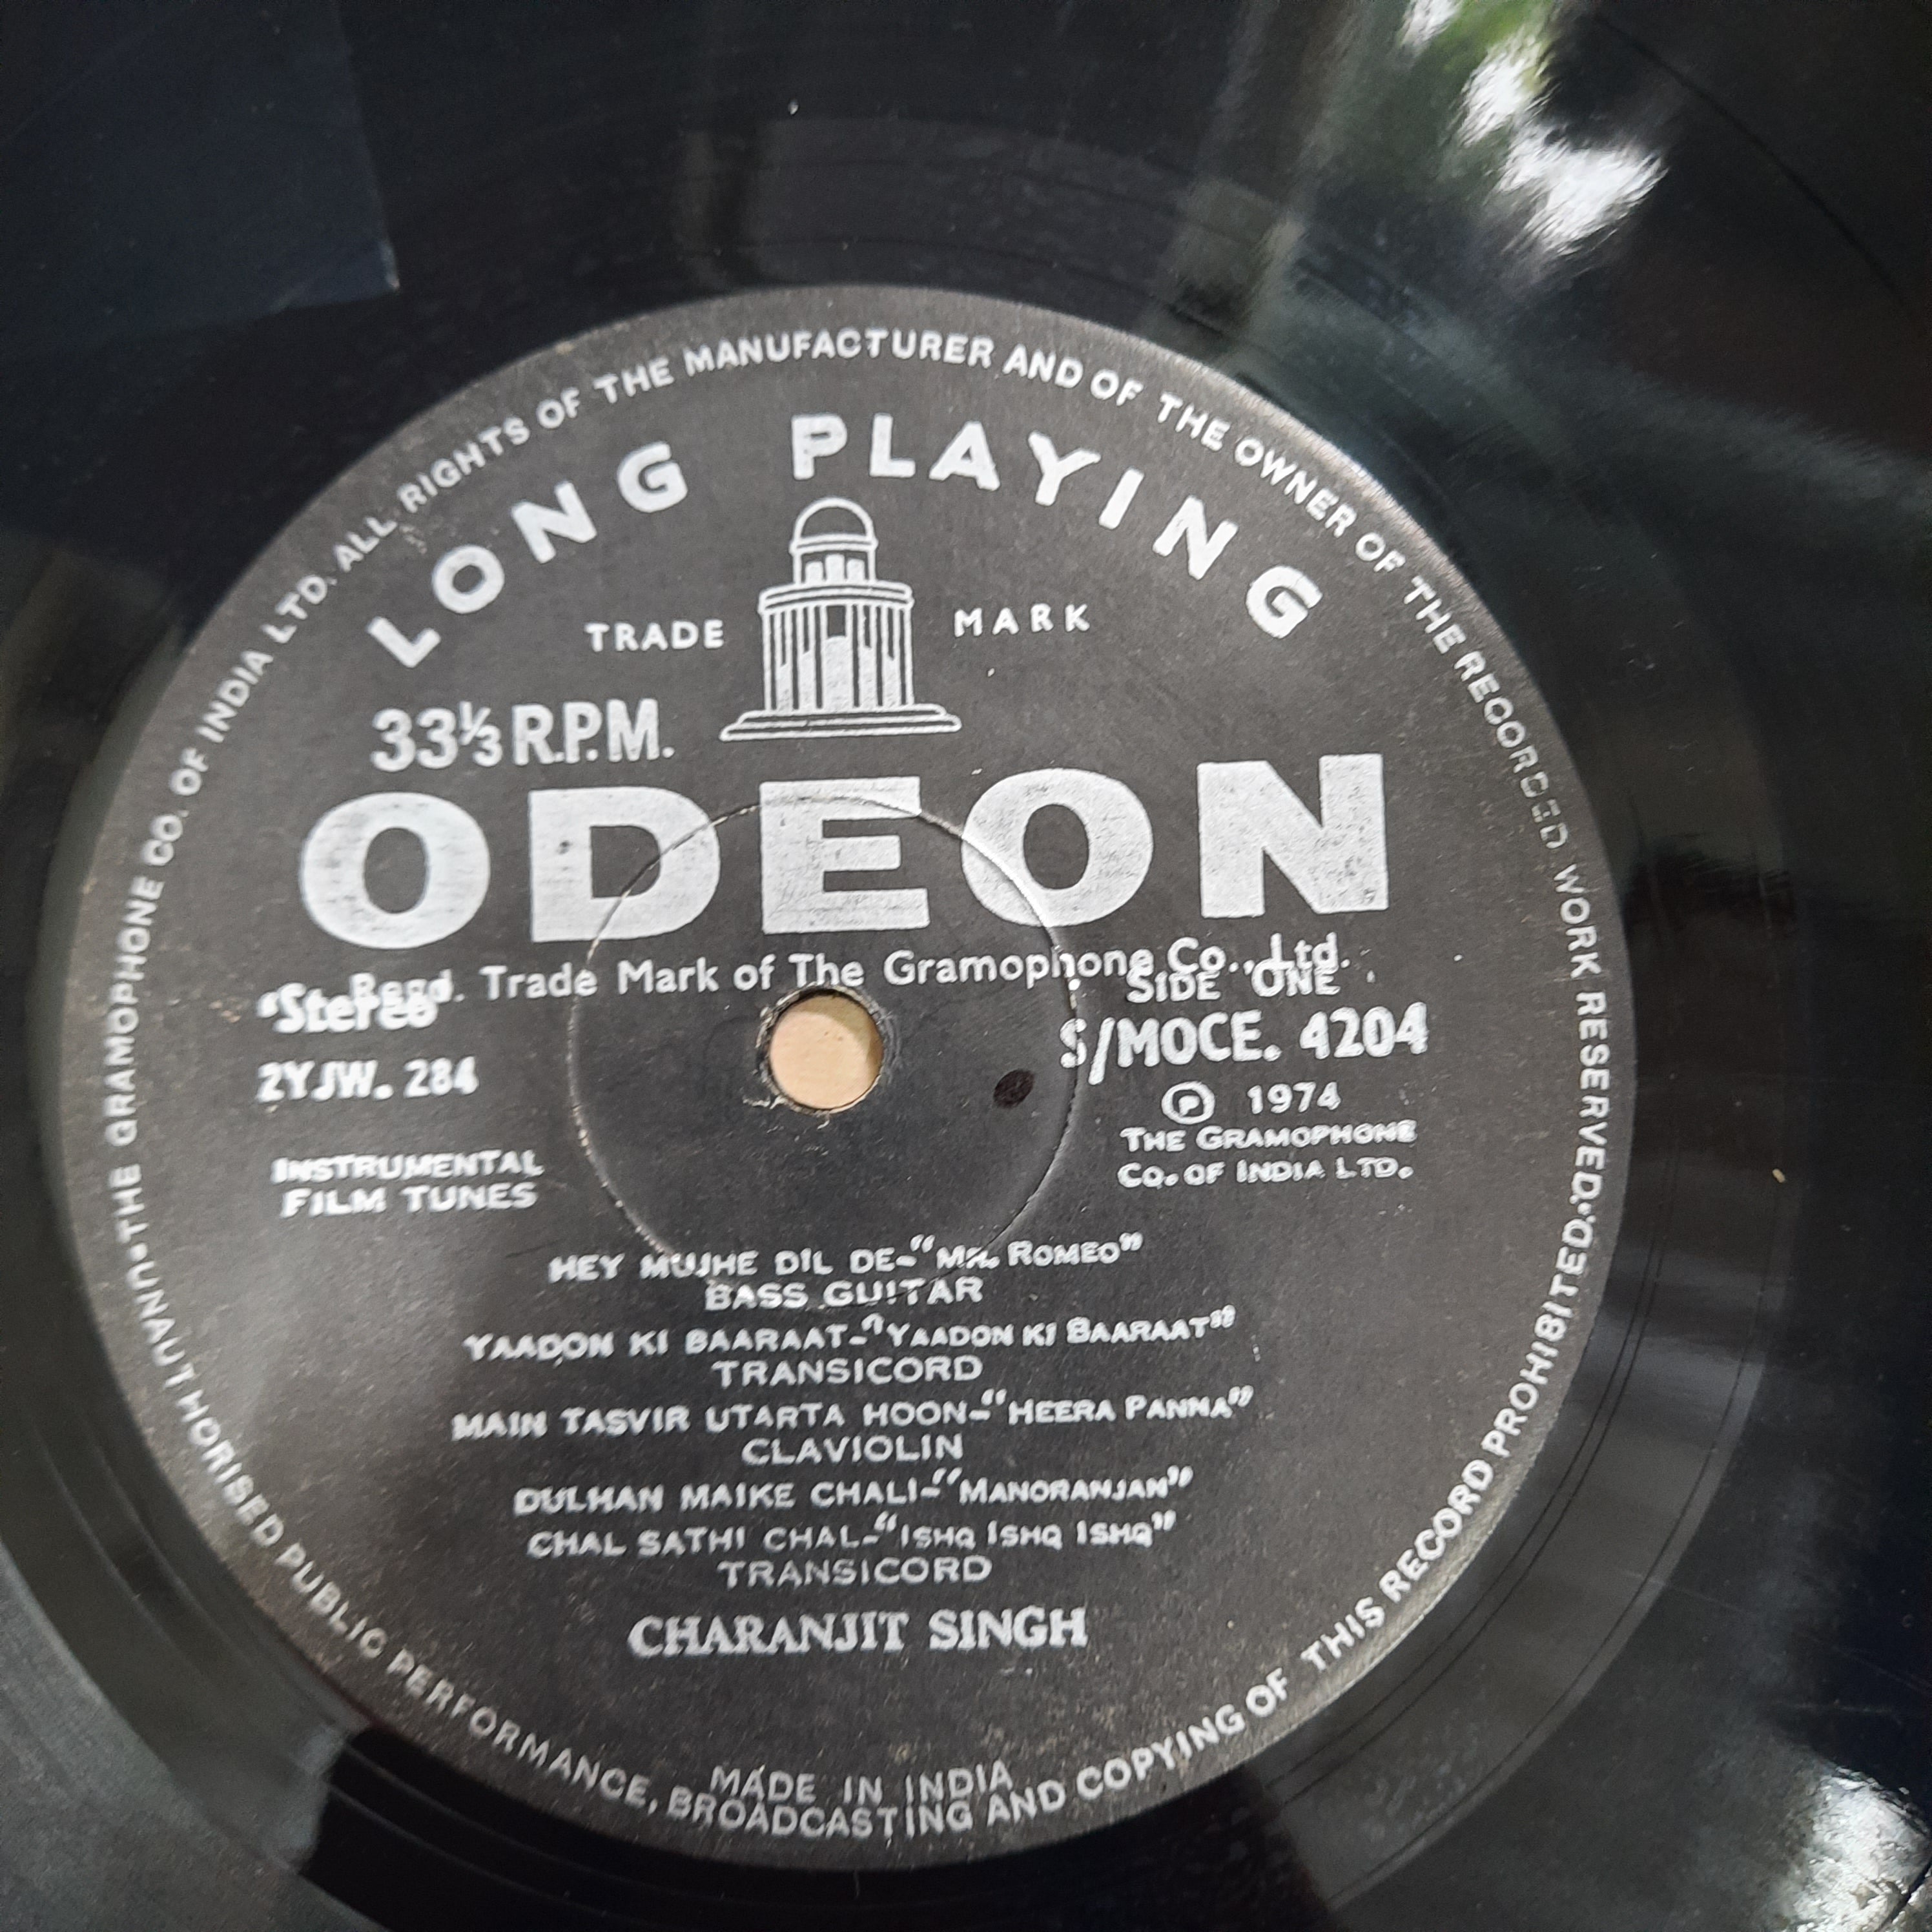 THE GRAMOPHONE CO. OF INDIA LTD. ALL RIGHTS OF THE MANUFACTURER AND OF THE OWNER OF THE RECORDED WORK RESERVED.
LONG PLAYING
TRADE MARK
33⅓ R.P.M.
ODEON
Regd. Trade Mark of The Gramophone Co., Ltd.
Stereo
SIDE ONE
2YJW. 284
S/MOCE. 4204
Ⓟ 1974
THE GRAMOPHONE
CO. OF INDIA LTD.
INSTRUMENTAL
FILM TUNES
HEY MUJHE DIL DE-"MR. ROMEO"
BASS GUITAR
YAADON KI BAARAAT-"YAADON KI BAARAAT"
TRANSICORD
MAIN TASVIR UTARTA HOON-"HEERA PANNA"
CLAVIOLIN
DULHAN MAIKE CHALI-"MANORANJAN"
CHAL SATHI CHAL-"ISHQ ISHQ ISHQ"
TRANSICORD
CHARANJIT SINGH
MADE IN INDIA
UNAUTHORISED PUBLIC PERFORMANCE, BROADCASTING AND COPYING OF THIS RECORD PROHIBITED.